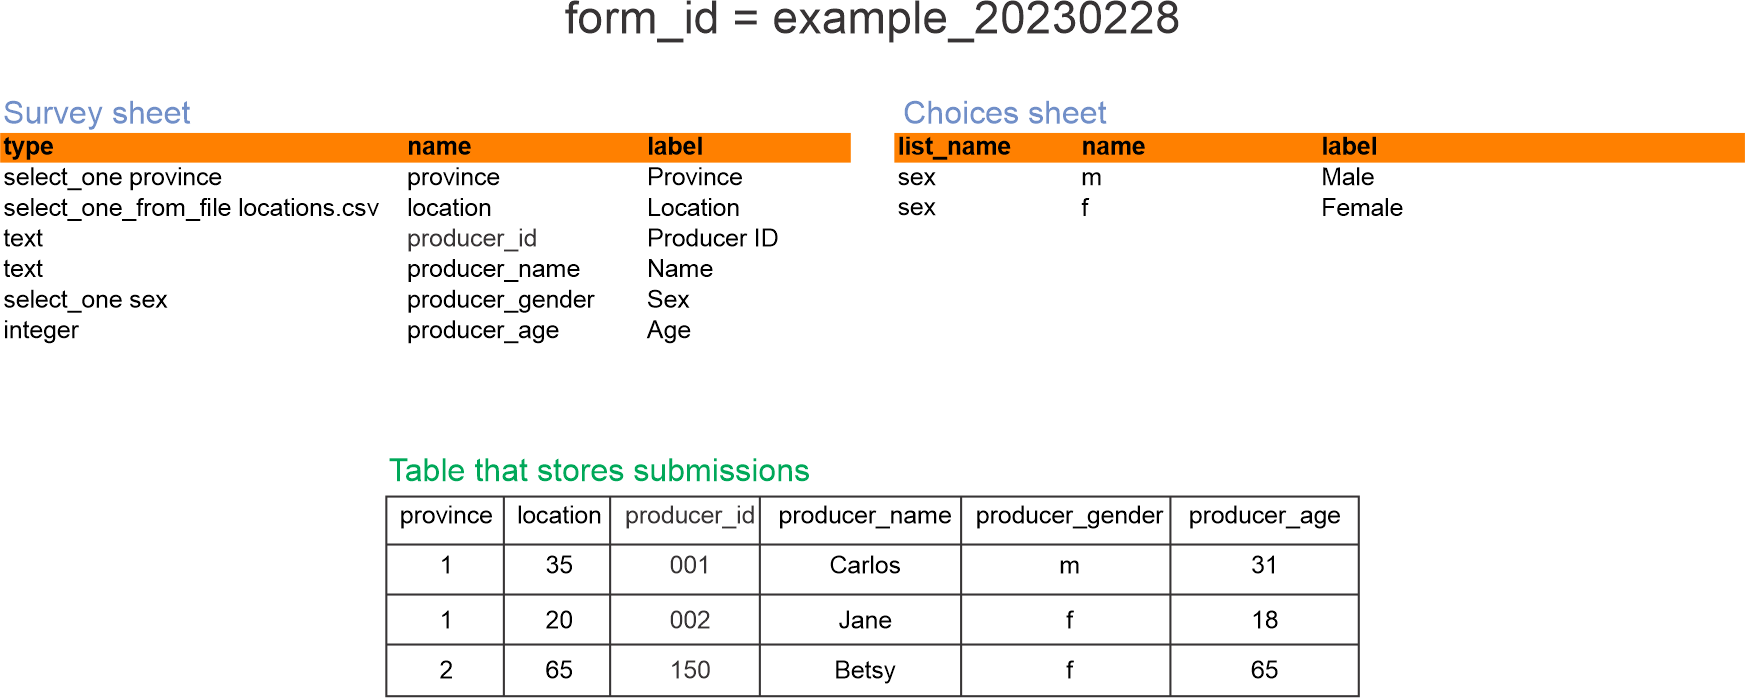 form_id = example_20230228
Survey sheet
type name label
select_one province province Province
select_one_from_file locations.csv location Location
text producer_id Producer ID
text producer_name Name
select_one sex producer_gender Sex
integer producer_age Age
Choices sheet
list_name name label
sex m Male
sex f Female
Table that stores submissions
province location producer_id producer_name producer_gender producer_age
1 35 001 Carlos m 31
1 20 002 Jane f 18
2 65 150 Betsy f 65